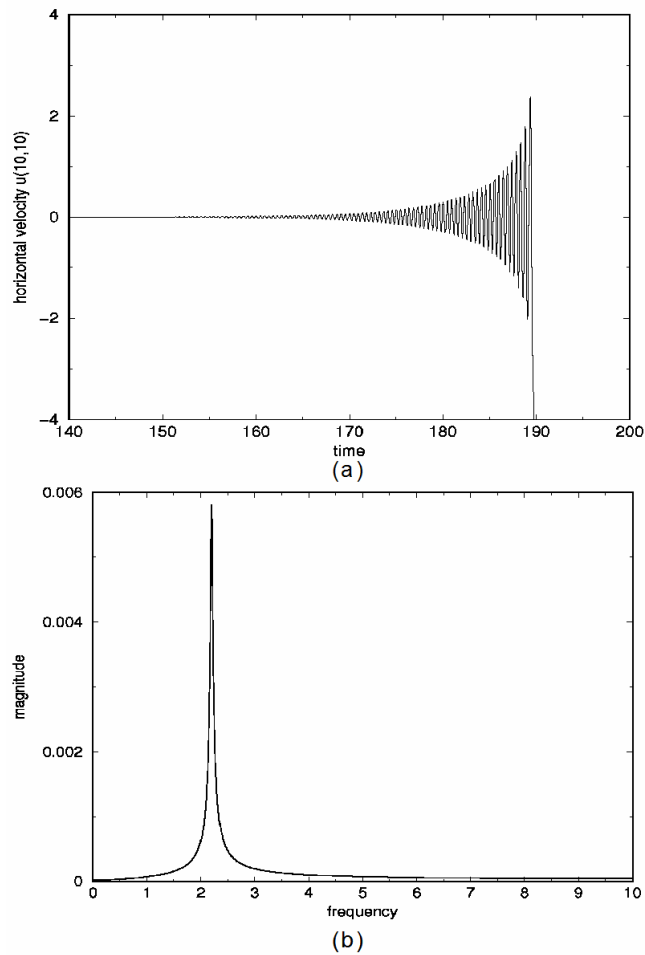 4
2
0
−2
−4
horizontal velocity u(10,10)
140 150 160 170 180 190 200
time
(a)
0.006
0.004
0.002
0
magnitude
0 1 2 3 4 5 6 7 8 9 10
frequency
(b)